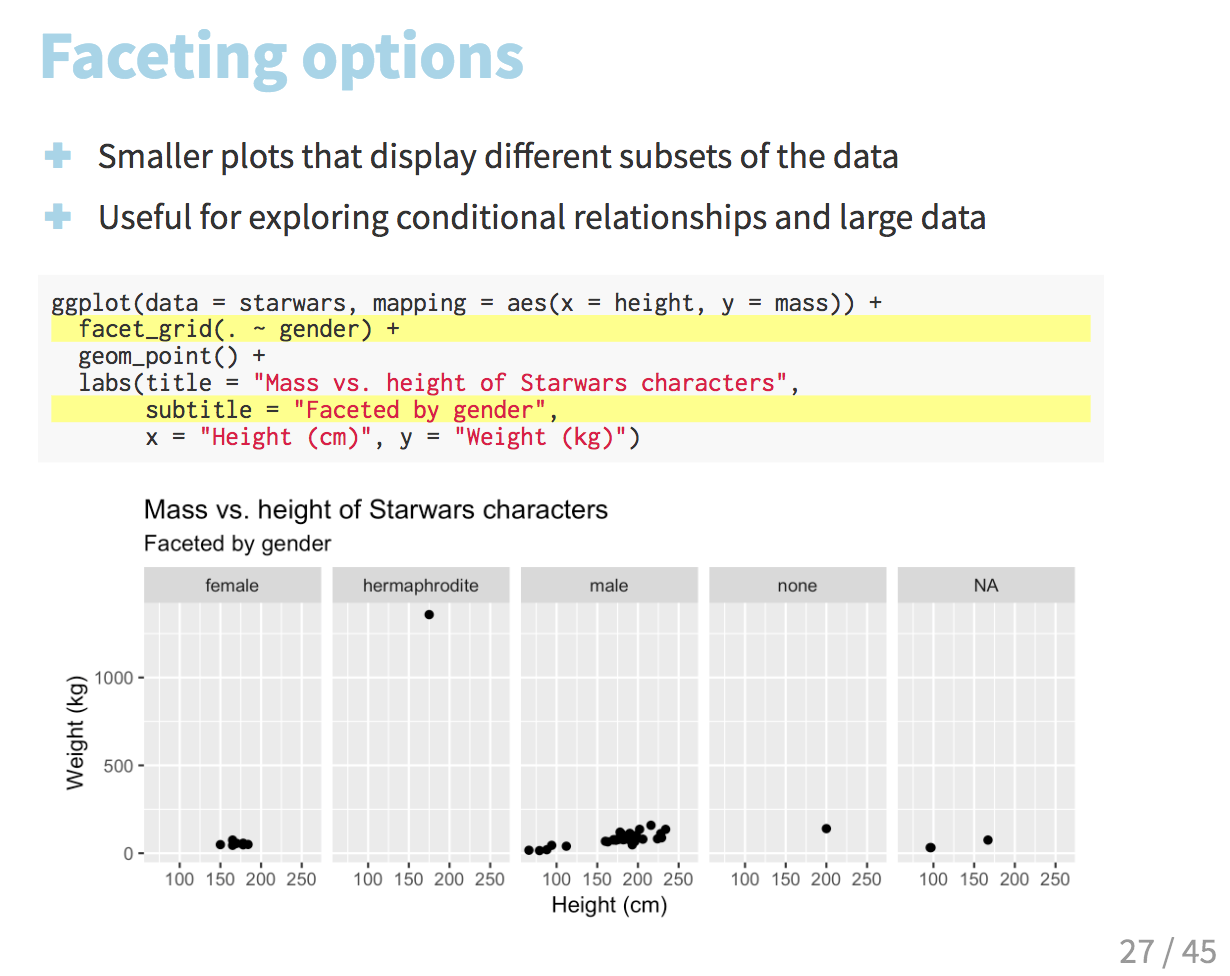 Faceting options
Smaller plots that display different subsets of the data
Useful for exploring conditional relationships and large data
ggplot(data = starwars, mapping = aes(x = height, y = mass)) +
  facet_grid(. ~ gender) +
  geom_point() +
  labs(title = "Mass vs. height of Starwars characters",
       subtitle = "Faceted by gender",
       x = "Height (cm)", y = "Weight (kg)")
Mass vs. height of Starwars characters
Faceted by gender
female hermaphrodite male none NA
Weight (kg)
1000
500
0
100 150 200 250 100 150 200 250 100 150 200 250 100 150 200 250 100 150 200 250
Height (cm)
27 / 45